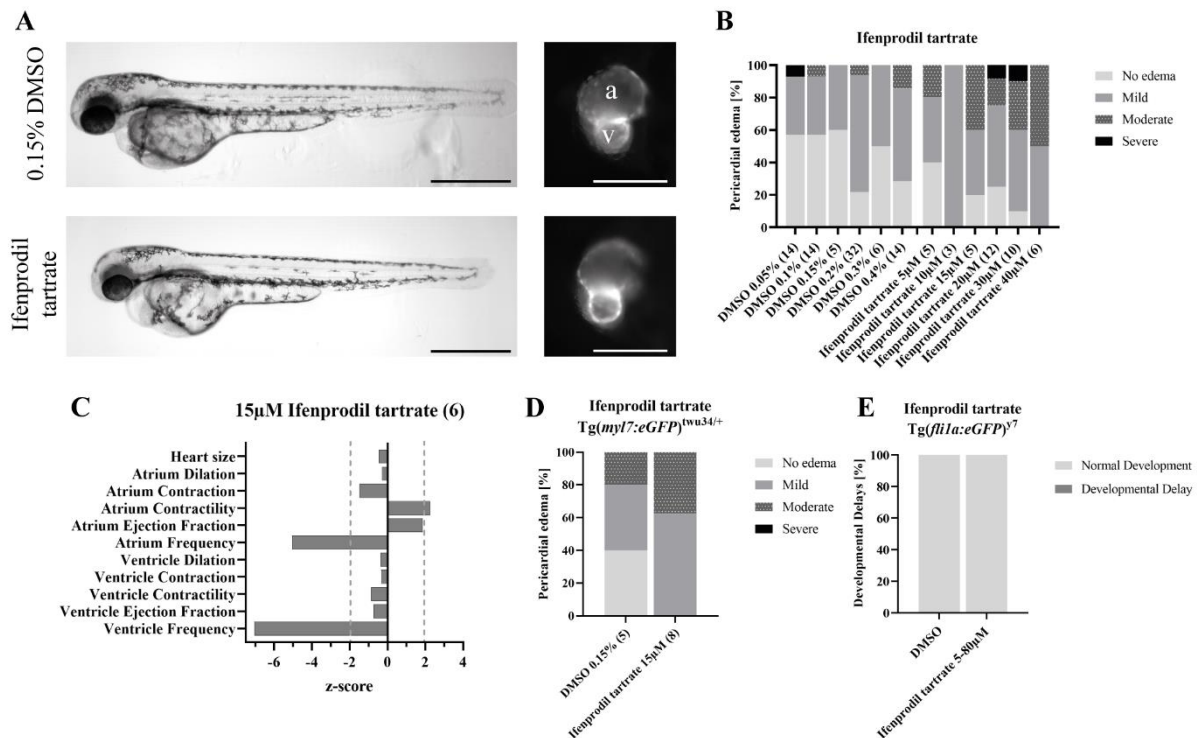 A
0.15% DMSO
a
v
Ifenprodil
tartrate
B
Ifenprodil tartrate
Pericardial edema [%]
100
80
60
40
20
0
No edema
Mild
Moderate
Severe
DMSO 0.05% (14)
DMSO 0.1% (14)
DMSO 0.15% (5)
DMSO 0.2% (32)
DMSO 0.3% (6)
DMSO 0.4% (14)
Ifenprodil tartrate 5µM (5)
Ifenprodil tartrate 10µM (3)
Ifenprodil tartrate 15µM (5)
Ifenprodil tartrate 20µM (12)
Ifenprodil tartrate 30µM (10)
Ifenprodil tartrate 40µM (6)
C
15µM Ifenprodil tartrate (6)
Heart size
Atrium Dilation
Atrium Contraction
Atrium Contractility
Atrium Ejection Fraction
Atrium Frequency
Ventricle Dilation
Ventricle Contraction
Ventricle Contractility
Ventricle Ejection Fraction
Ventricle Frequency
-6 -4 -2 0 2 4
z-score
D
Ifenprodil tartrate
Tg(myl7:eGFP)twu34/+
Pericardial edema [%]
100
80
60
40
20
0
No edema
Mild
Moderate
Severe
DMSO 0.15% (5)
Ifenprodil tartrate 15µM (8)
E
Ifenprodil tartrate
Tg(fli1a:eGFP)y7
Developmental Delays [%]
100
80
60
40
20
0
Normal Development
Developmental Delay
DMSO
Ifenprodil tartrate 5-80µM